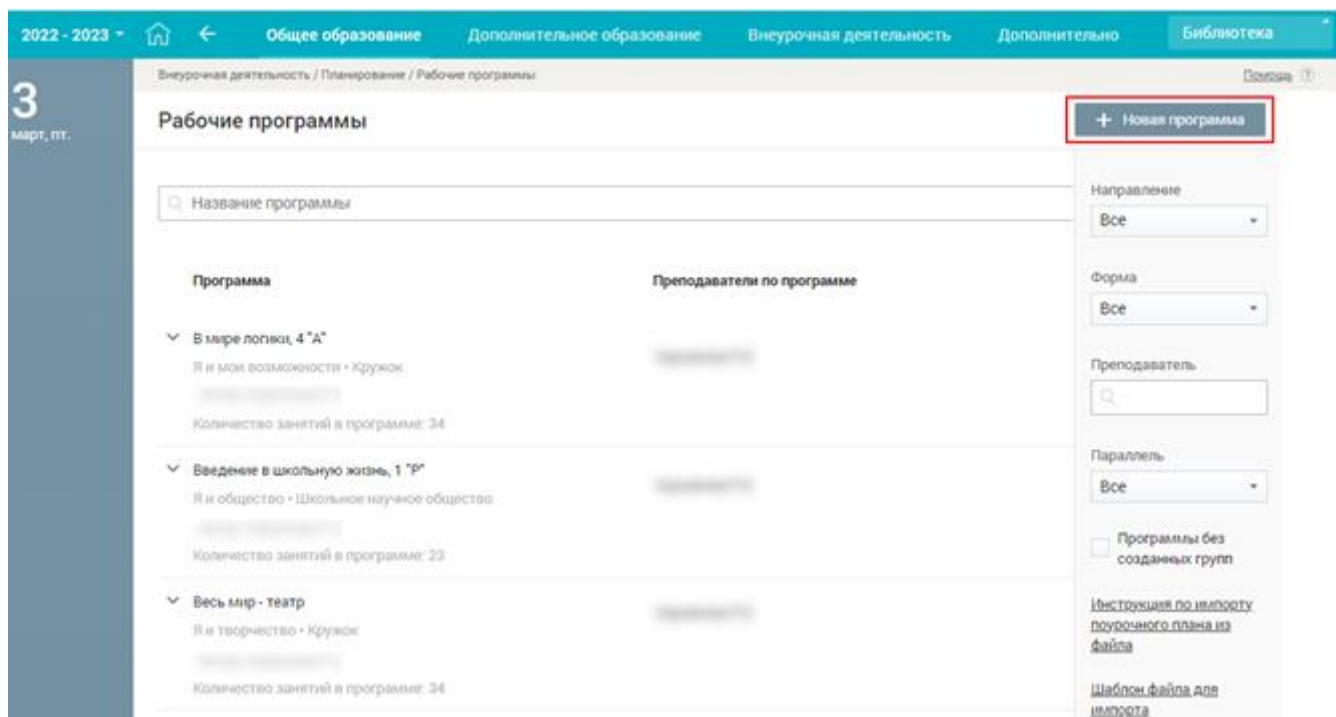 2022 - 2023
Общее образование
Дополнительное образование
Внеурочная деятельность
Дополнительно
Библиотека
Внеурочная деятельность / Планирование / Рабочие программы
Помощь ?
3
март, пт.
Рабочие программы
+ Новая программа
Название программы
Программа
Преподаватели по программе
В мире логики, 4 "А"
Я и мои возможности • Кружок
Количество занятий в программе: 34
Введение в школьную жизнь, 1 "Р"
Я и общество • Школьное научное общество
Количество занятий в программе: 23
Весь мир - театр
Я и творчество • Кружок
Количество занятий в программе: 34
Направление
Все
Форма
Все
Преподаватель
Параллель
Все
Программы без
созданных групп
Инструкция по импорту
поурочного плана из
файла
Шаблон файла для
импорта